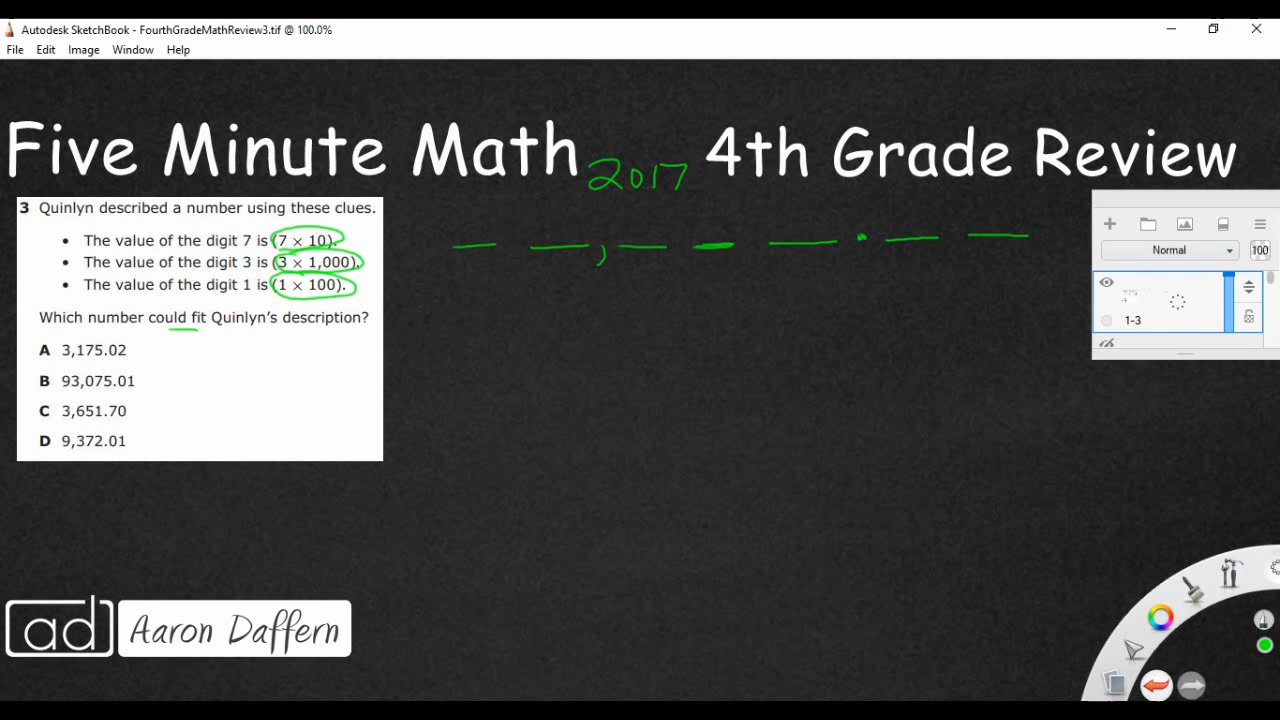 Autodesk SketchBook - FourthGradeMathReview3.tif @ 100.0%
File Edit Image Window Help
Five Minute Math 2017 4th Grade Review
3 Quinlyn described a number using these clues.
• The value of the digit 7 is (7 × 10).
• The value of the digit 3 is (3 × 1,000).
• The value of the digit 1 is (1 × 100).
Which number could fit Quinlyn's description?
A 3,175.02
B 93,075.01
C 3,651.70
D 9,372.01
Normal 100
1-3
ad Aaron Daffern